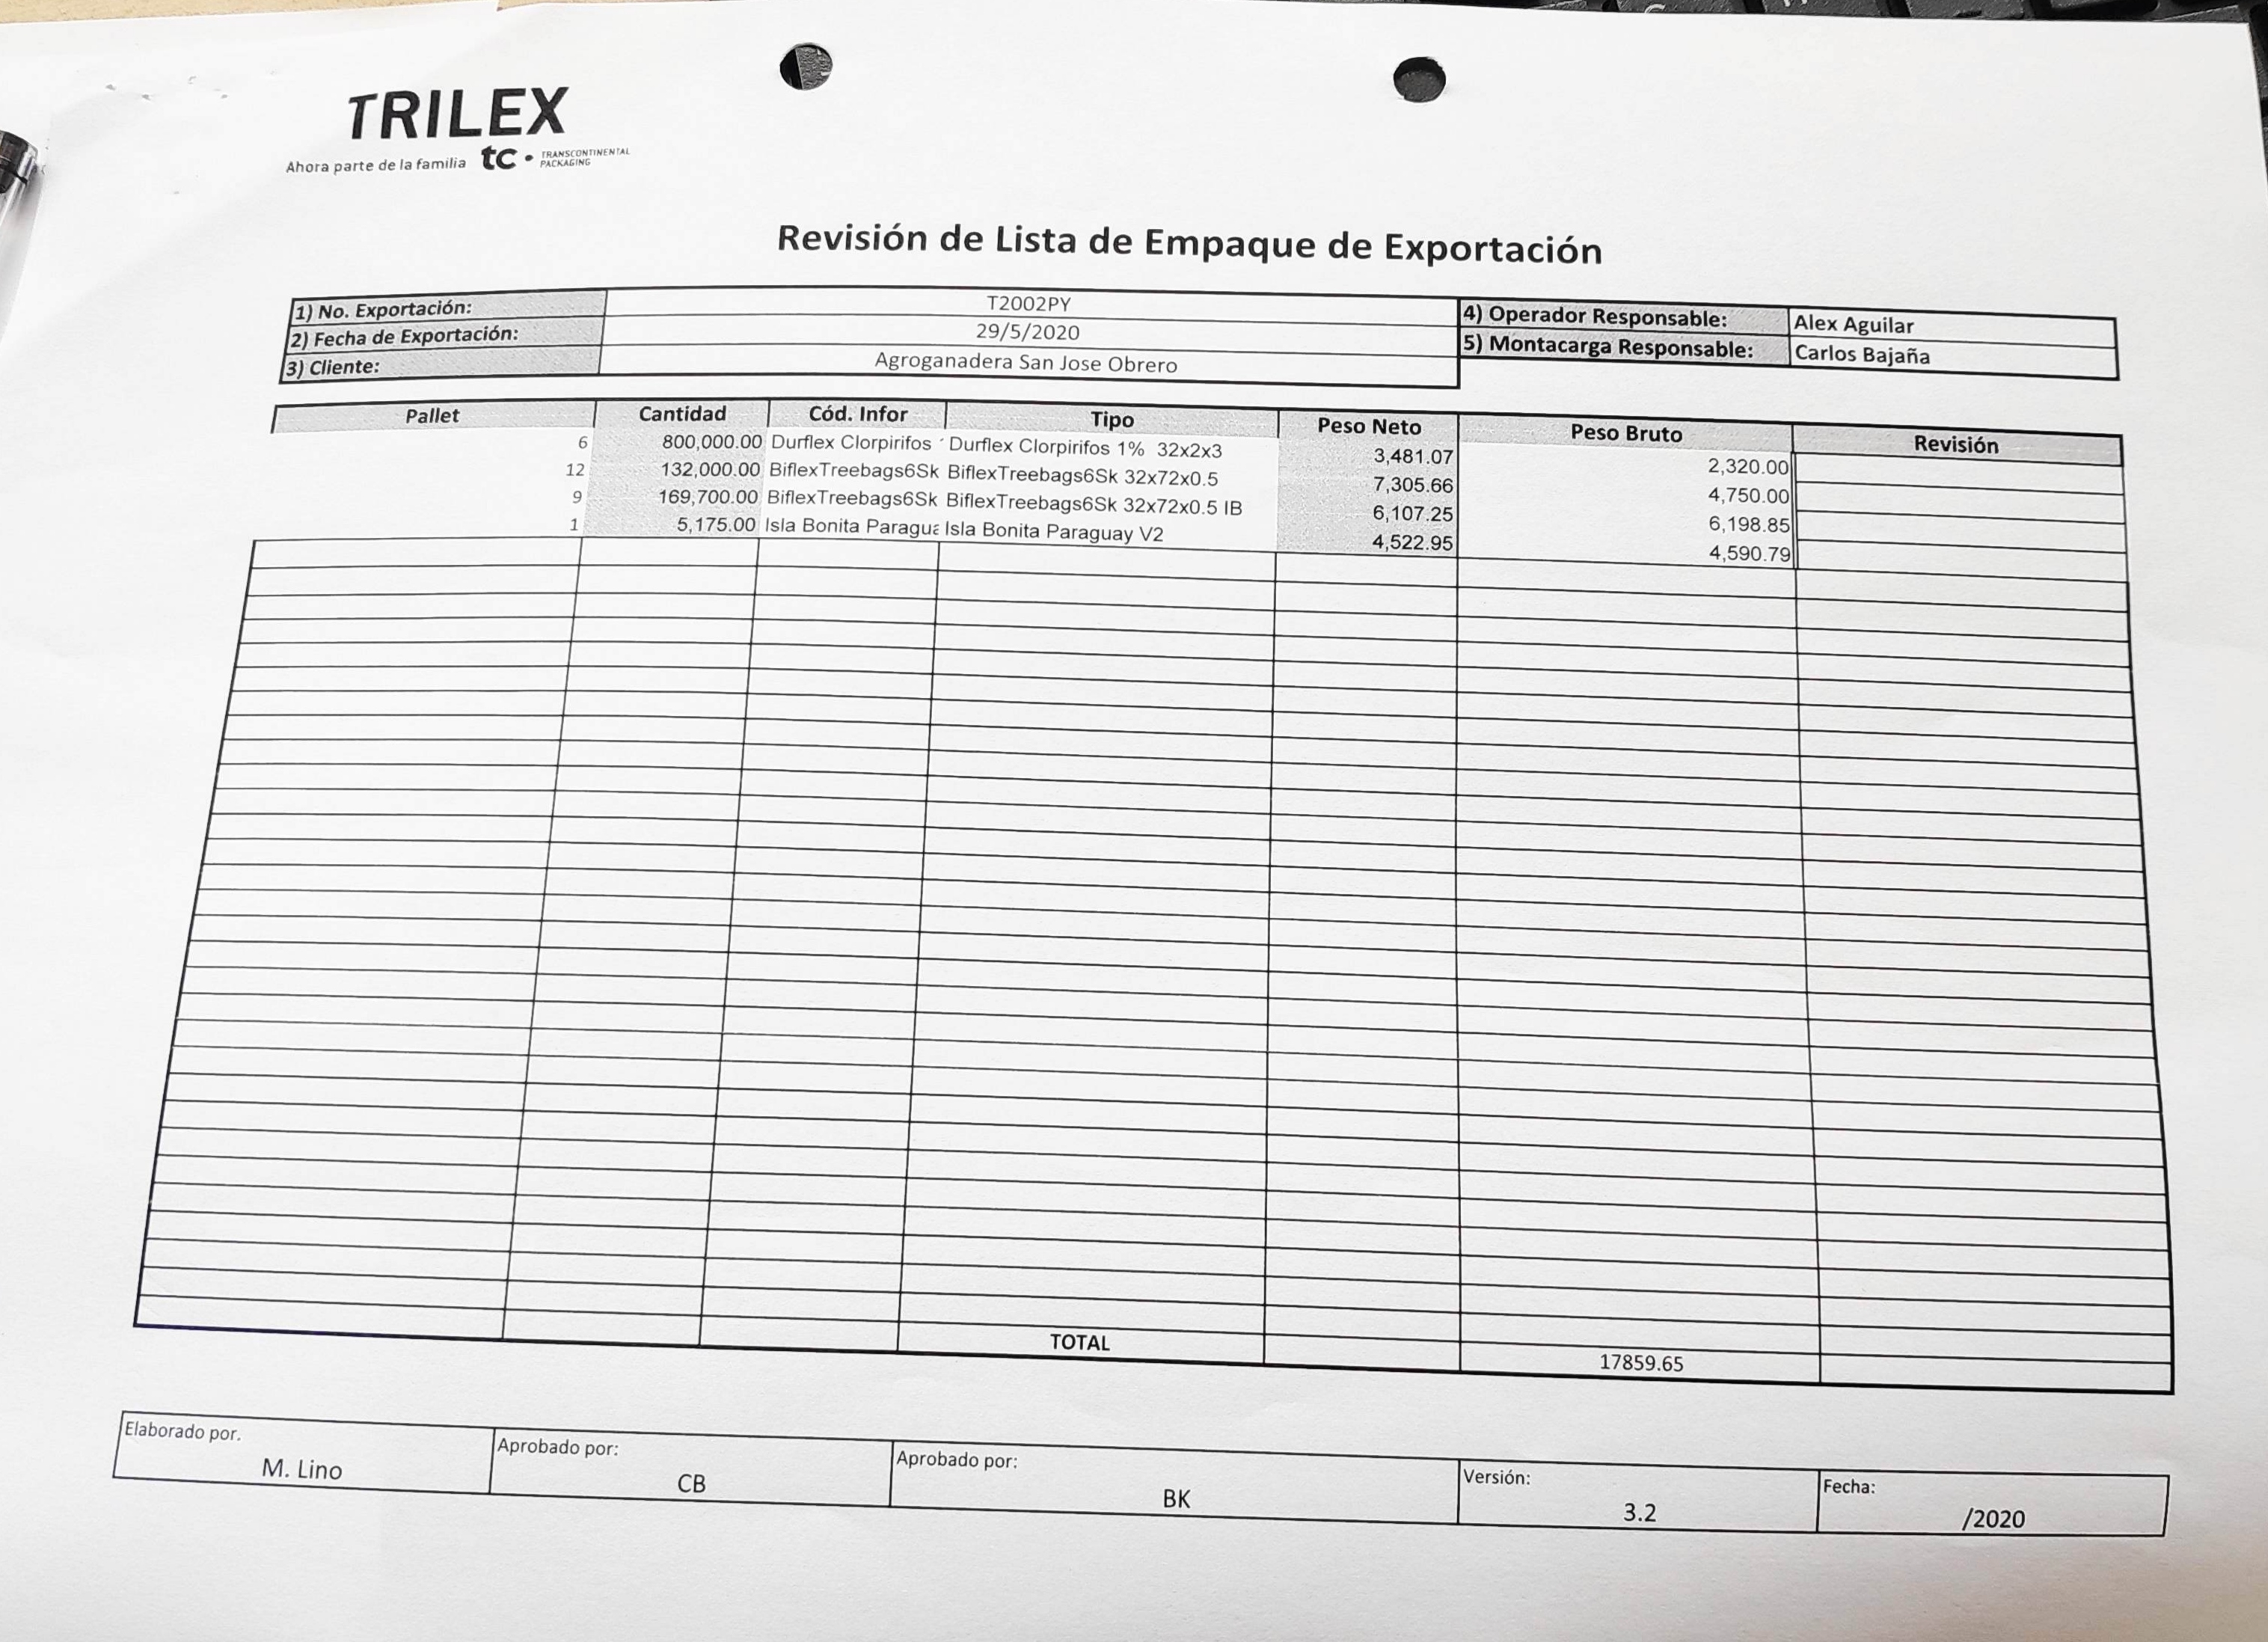 TRILEX
Ahora parte de la familia tc • TRANSCONTINENTAL PACKAGING
Revisión de Lista de Empaque de Exportación
1) No. Exportación: T2002PY
2) Fecha de Exportación: 29/5/2020
3) Cliente: Agroganadera San Jose Obrero
4) Operador Responsable: Alex Aguilar
5) Montacarga Responsable: Carlos Bajaña
Pallet Cantidad Cód. Infor Tipo Peso Neto Peso Bruto Revisión
6 800,000.00 Durflex Clorpirifos Durflex Clorpirifos 1% 32x2x3 3,481.07 2,320.00
12 132,000.00 BiflexTreebags6Sk BiflexTreebags6Sk 32x72x0.5 7,305.66 4,750.00
9 169,700.00 BiflexTreebags6Sk BiflexTreebags6Sk 32x72x0.5 IB 6,107.25 6,198.85
1 5,175.00 Isla Bonita Paragua Isla Bonita Paraguay V2 4,522.95 4,590.79
TOTAL 17859.65
Elaborado por. Aprobado por: Aprobado por: Versión: Fecha:
M. Lino CB BK 3.2 /2020